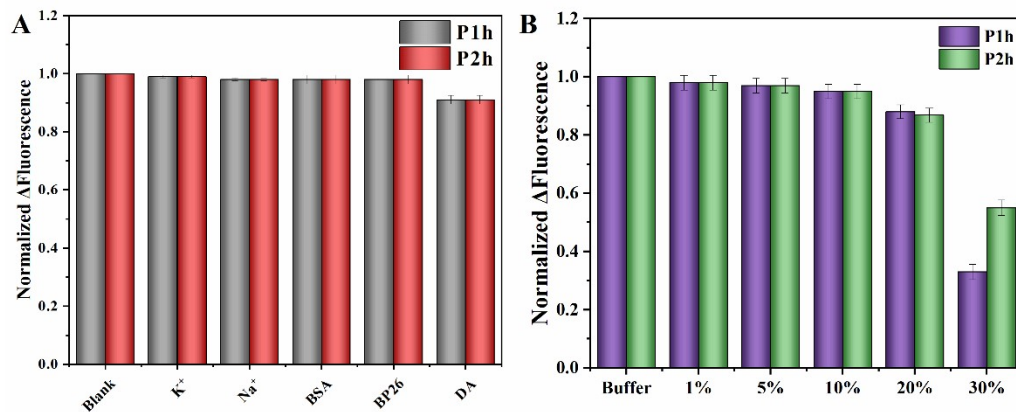 A
Normalized ΔFluorescence
1.2
1.0
0.8
0.6
0.4
0.2
0.0
P1h
P2h
Blank
K⁺
Na⁺
BSA
BP26
DA
B
Normalized ΔFluorescence
1.2
1.0
0.8
0.6
0.4
0.2
0.0
P1h
P2h
Buffer
1%
5%
10%
20%
30%